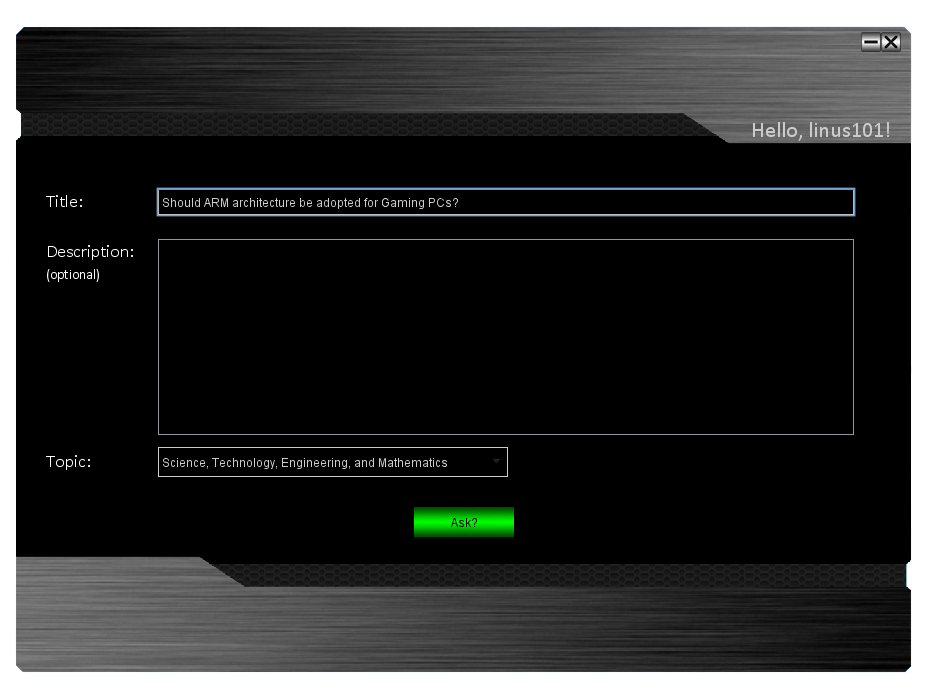 Hello, linus101!
Title:
Should ARM architecture be adopted for Gaming PCs?
Description:
(optional)
Topic:
Science, Technology, Engineering, and Mathematics
Ask?